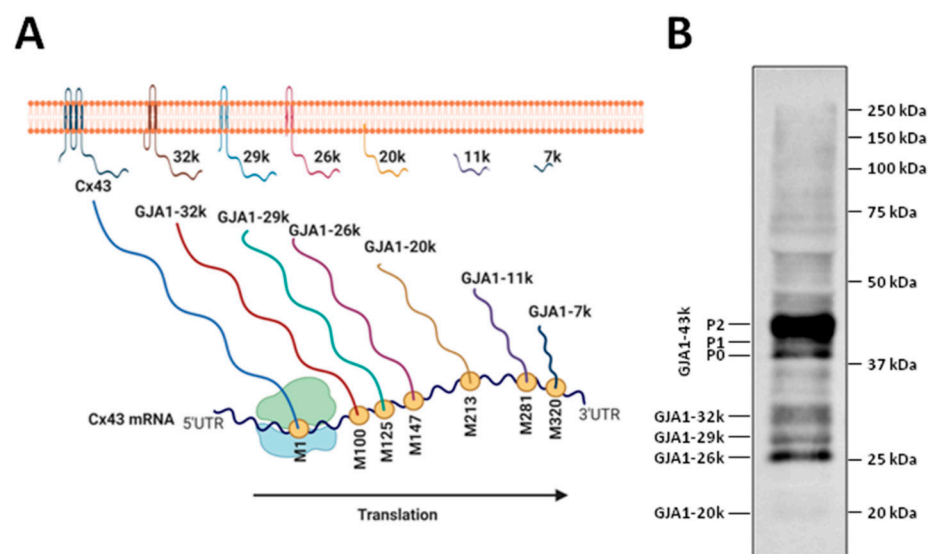 A
32k
29k
26k
20k
11k
7k
Cx43
GJA1-32k
GJA1-29k
GJA1-26k
GJA1-20k
GJA1-11k
GJA1-7k
Cx43 mRNA
5'UTR
M1
M100
M125
M147
M213
M281
M320
3'UTR
Translation
B
250 kDa
150 kDa
100 kDa
75 kDa
50 kDa
37 kDa
25 kDa
20 kDa
GJA1-43k
P2
P1
P0
GJA1-32k
GJA1-29k
GJA1-26k
GJA1-20k